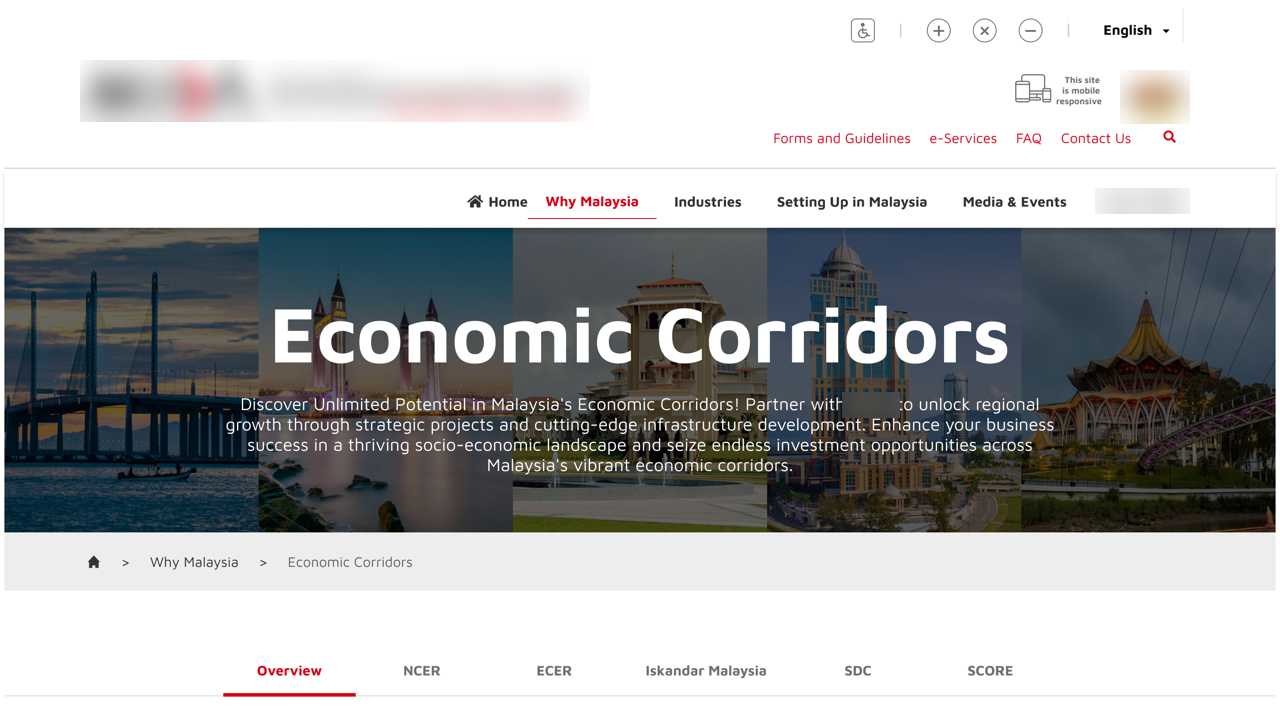 English
This site
is mobile
responsive
Forms and Guidelines e-Services FAQ Contact Us
Home Why Malaysia Industries Setting Up in Malaysia Media & Events
Economic Corridors
Discover Unlimited Potential in Malaysia's Economic Corridors! Partner with to unlock regional
growth through strategic projects and cutting-edge infrastructure development. Enhance your business
success in a thriving socio-economic landscape and seize endless investment opportunities across
Malaysia's vibrant economic corridors.
> Why Malaysia > Economic Corridors
Overview NCER ECER Iskandar Malaysia SDC SCORE